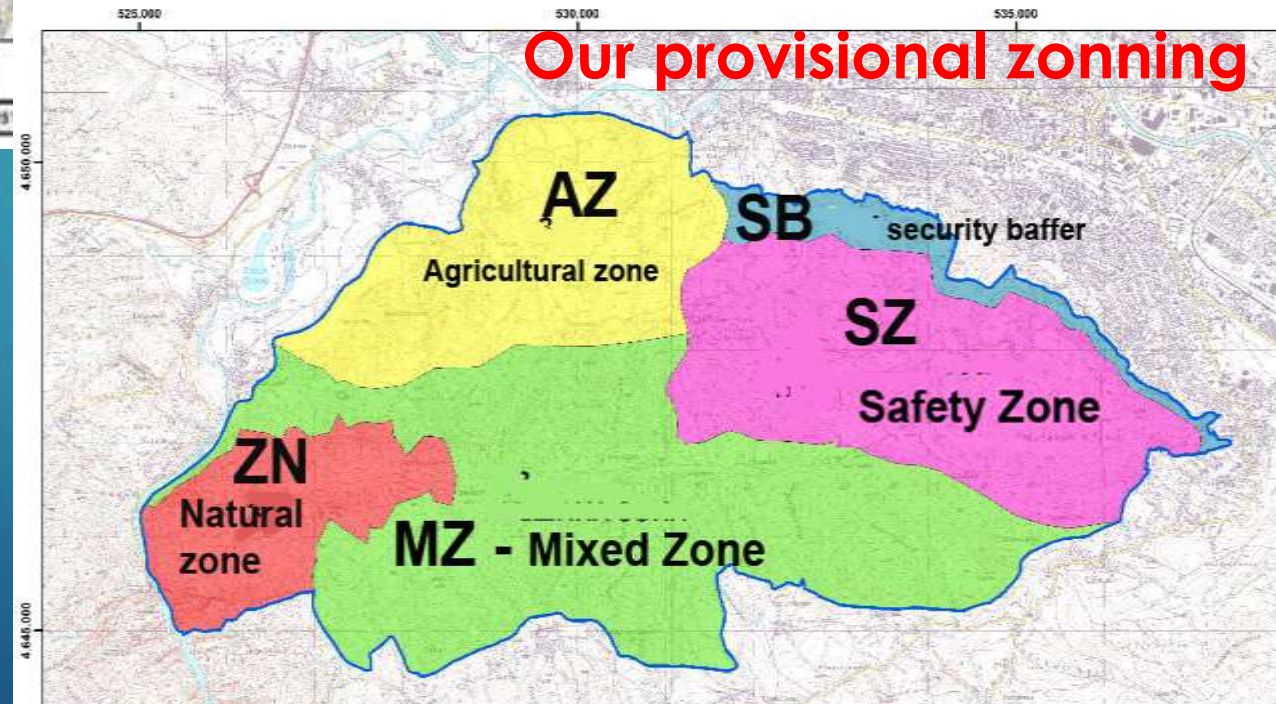 525.000
530.000
535.000
Our provisional zonning
4.650.000
AZ
SB
security baffer
Agricultural zone
SZ
Safety Zone
ZN
Natural
zone
MZ - Mixed Zone
4.645.000